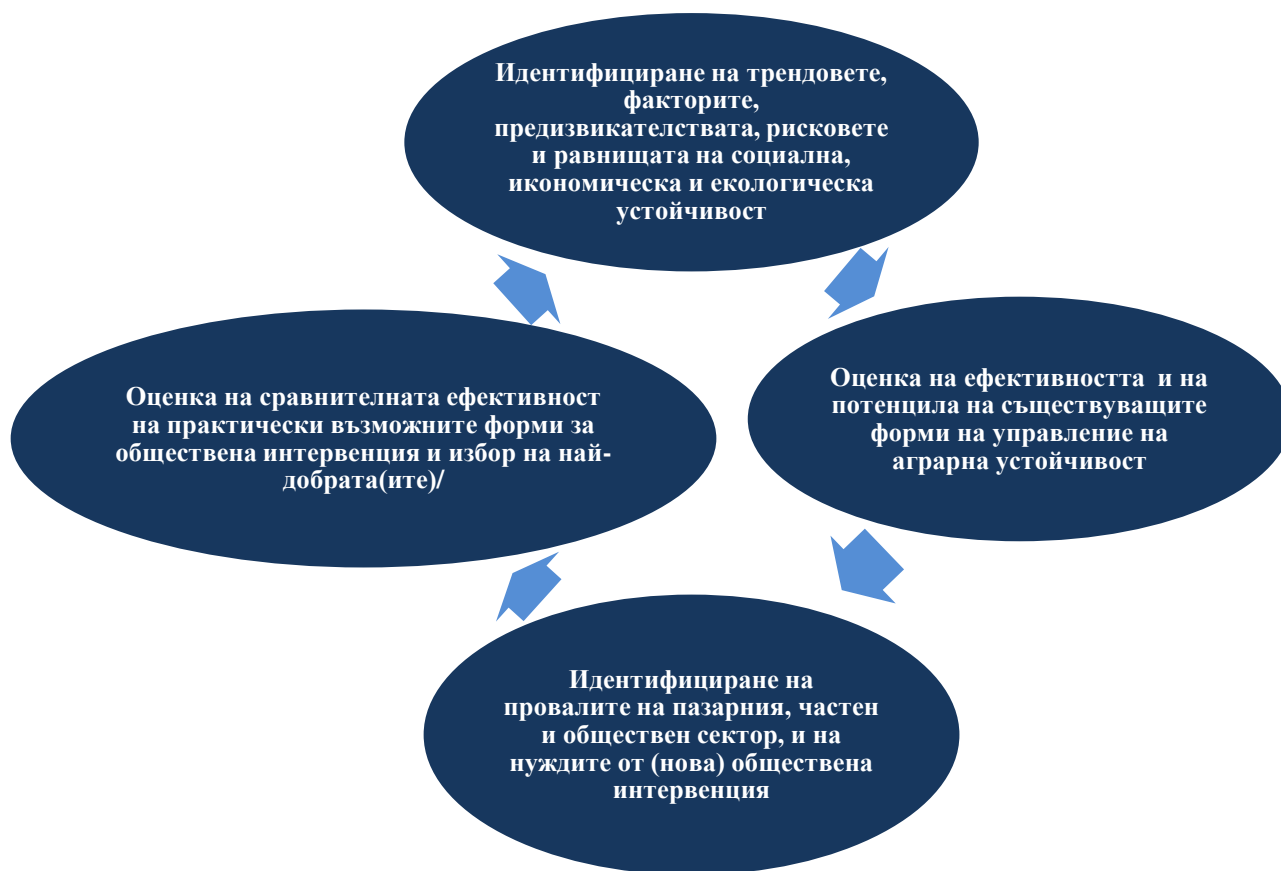 Идентифициране на трендовете,
факторите,
предизвикателствата, рисковете
и равнищата на социална,
икономическа и екологическа
устойчивост
Оценка на сравнителната ефективност
на практически възможните форми за
обществена интервенция и избор на най-
добрата(ите)/
Оценка на ефективността и на
потенцила на съществуващите
форми на управление на
аграрна устойчивост
Идентифициране на
провалите на пазарния, частен
и обществен сектор, и на
нуждите от (нова) обществена
интервенция